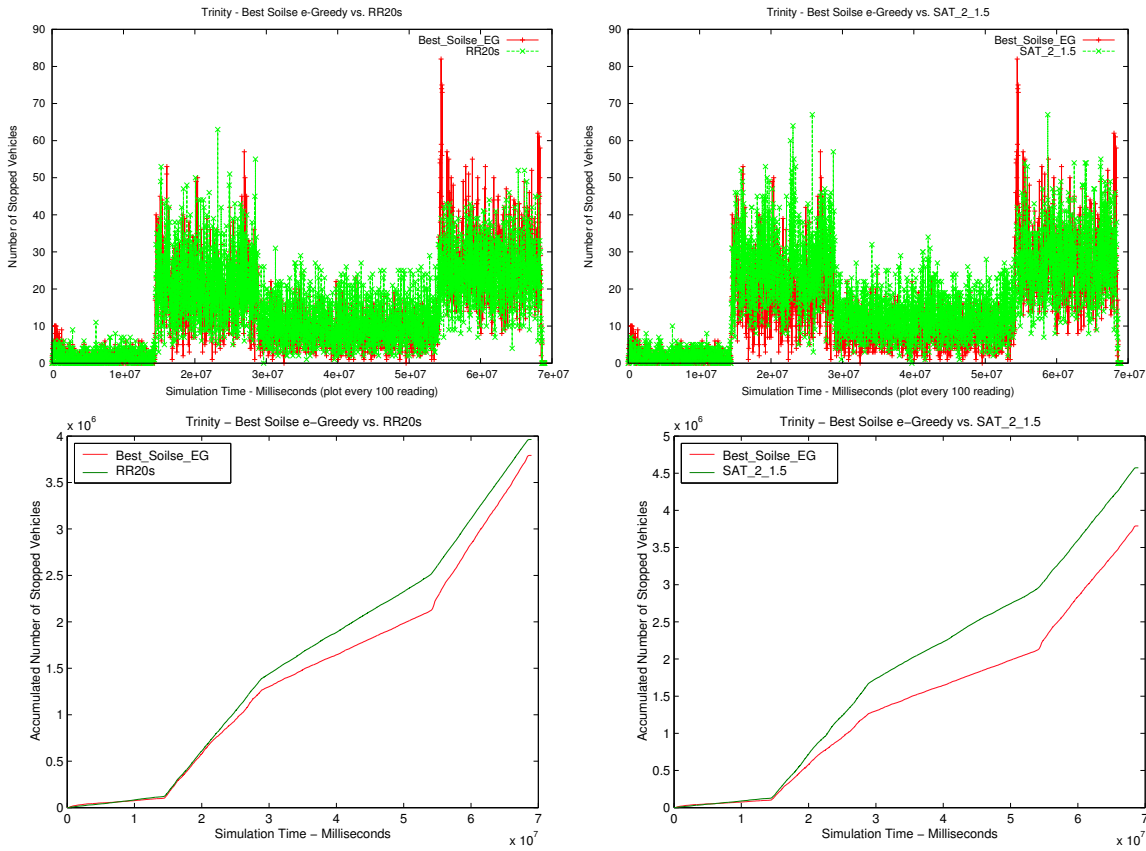 Trinity - Best Soilse e-Greedy vs. RR20s
Best_Soilse_EG
RR20s
Number of Stopped Vehicles
90
80
70
60
50
40
30
20
10
0
0 1e+07 2e+07 3e+07 4e+07 5e+07 6e+07 7e+07
Simulation Time - Milliseconds (plot every 100 reading)
Trinity - Best Soilse e-Greedy vs. SAT_2_1.5
Best_Soilse_EG
SAT_2_1.5
Number of Stopped Vehicles
90
80
70
60
50
40
30
20
10
0
0 1e+07 2e+07 3e+07 4e+07 5e+07 6e+07 7e+07
Simulation Time - Milliseconds (plot every 100 reading)
Trinity – Best Soilse e–Greedy vs. RR20s
x 10^6
Best_Soilse_EG
RR20s
Accumulated Number of Stopped Vehicles
4
3.5
3
2.5
2
1.5
1
0.5
0
0 1 2 3 4 5 6 7
Simulation Time – Milliseconds
x 10^7
Trinity – Best Soilse e–Greedy vs. SAT_2_1.5
x 10^6
Best_Soilse_EG
SAT_2_1.5
Accumulated Number of Stopped Vehicles
5
4.5
4
3.5
3
2.5
2
1.5
1
0.5
0
0 1 2 3 4 5 6 7
Simulation Time – Milliseconds
x 10^7